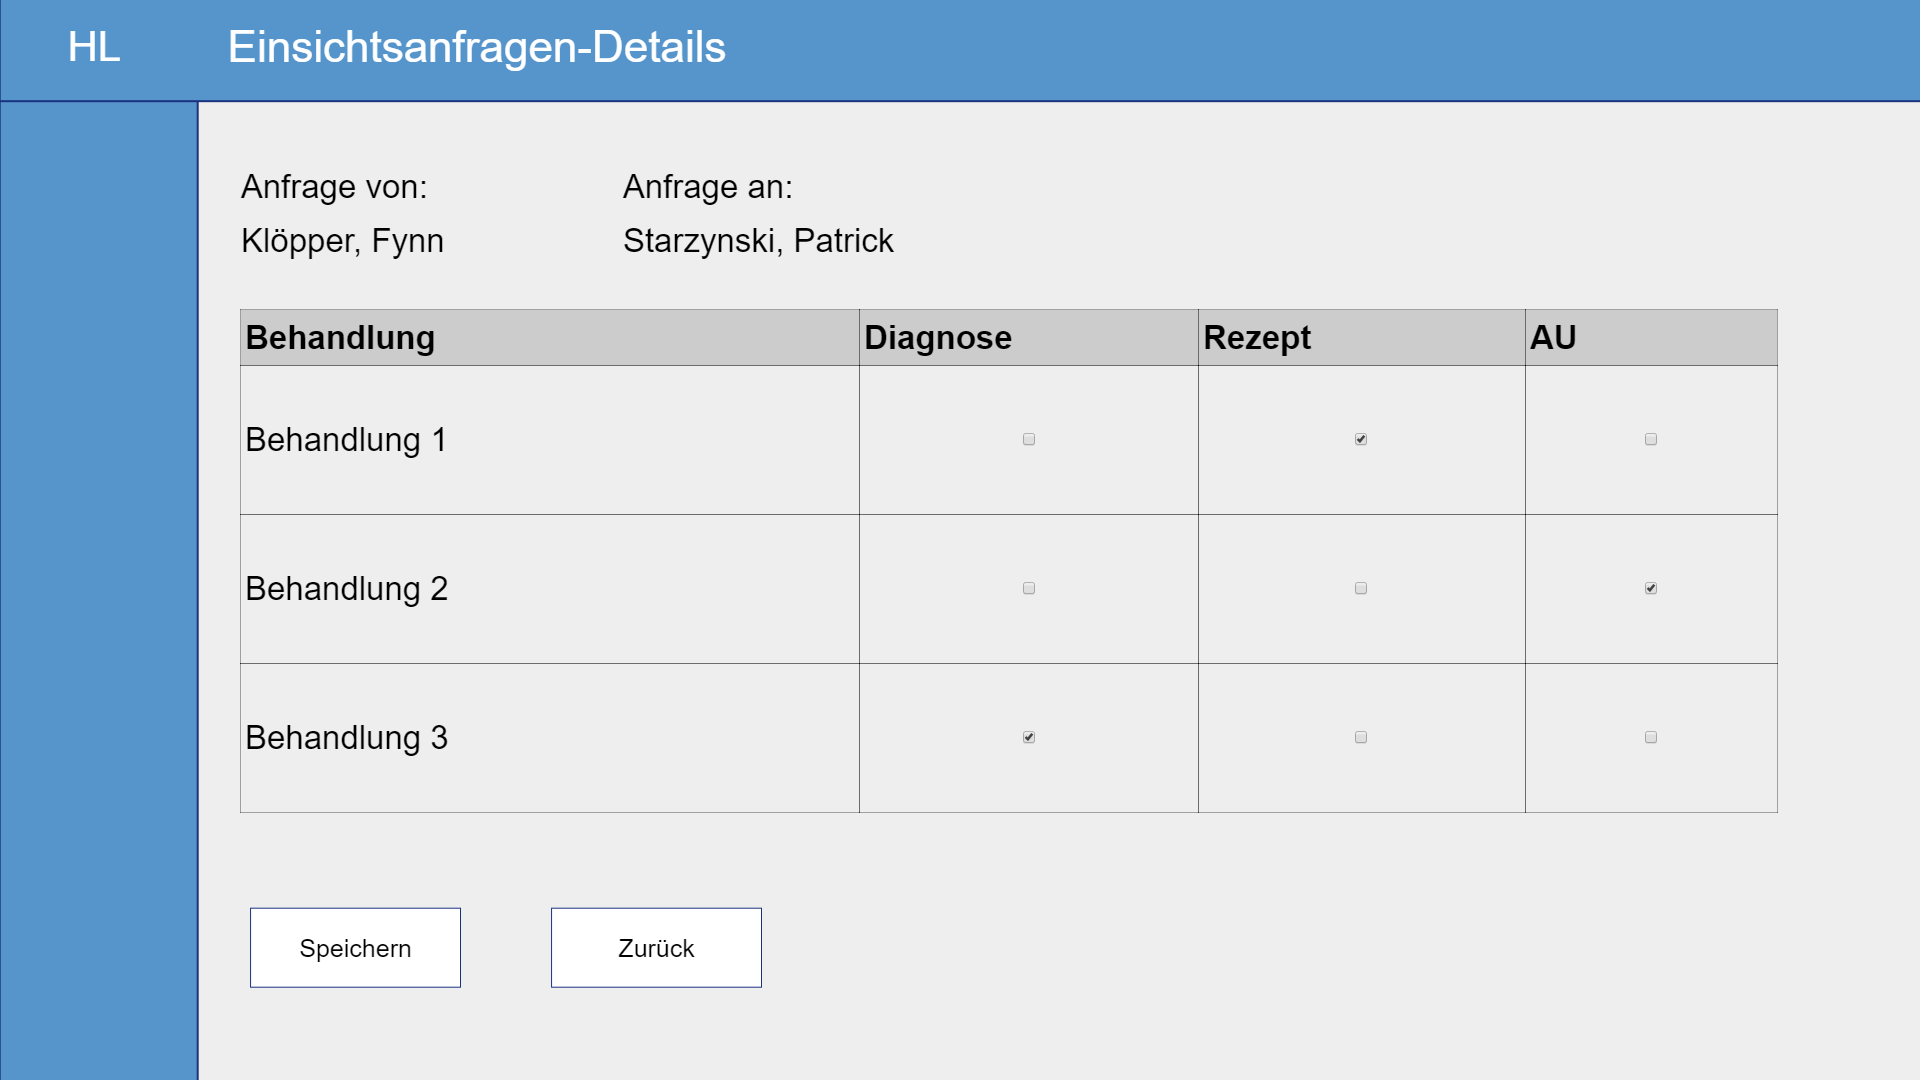 HL Einsichtsanfragen-Details
Anfrage von: Anfrage an:
Klöpper, Fynn Starzynski, Patrick
Behandlung Diagnose Rezept AU
Behandlung 1
Behandlung 2
Behandlung 3
Speichern Zurück